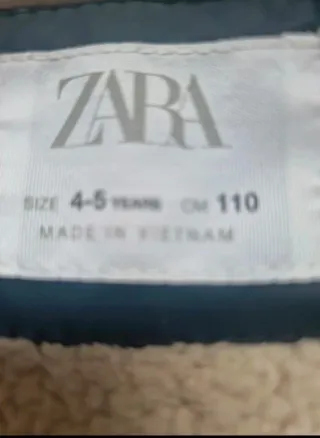 ZARA
SIZE 4-5 YEARS CM 110
MADE IN VIETNAM